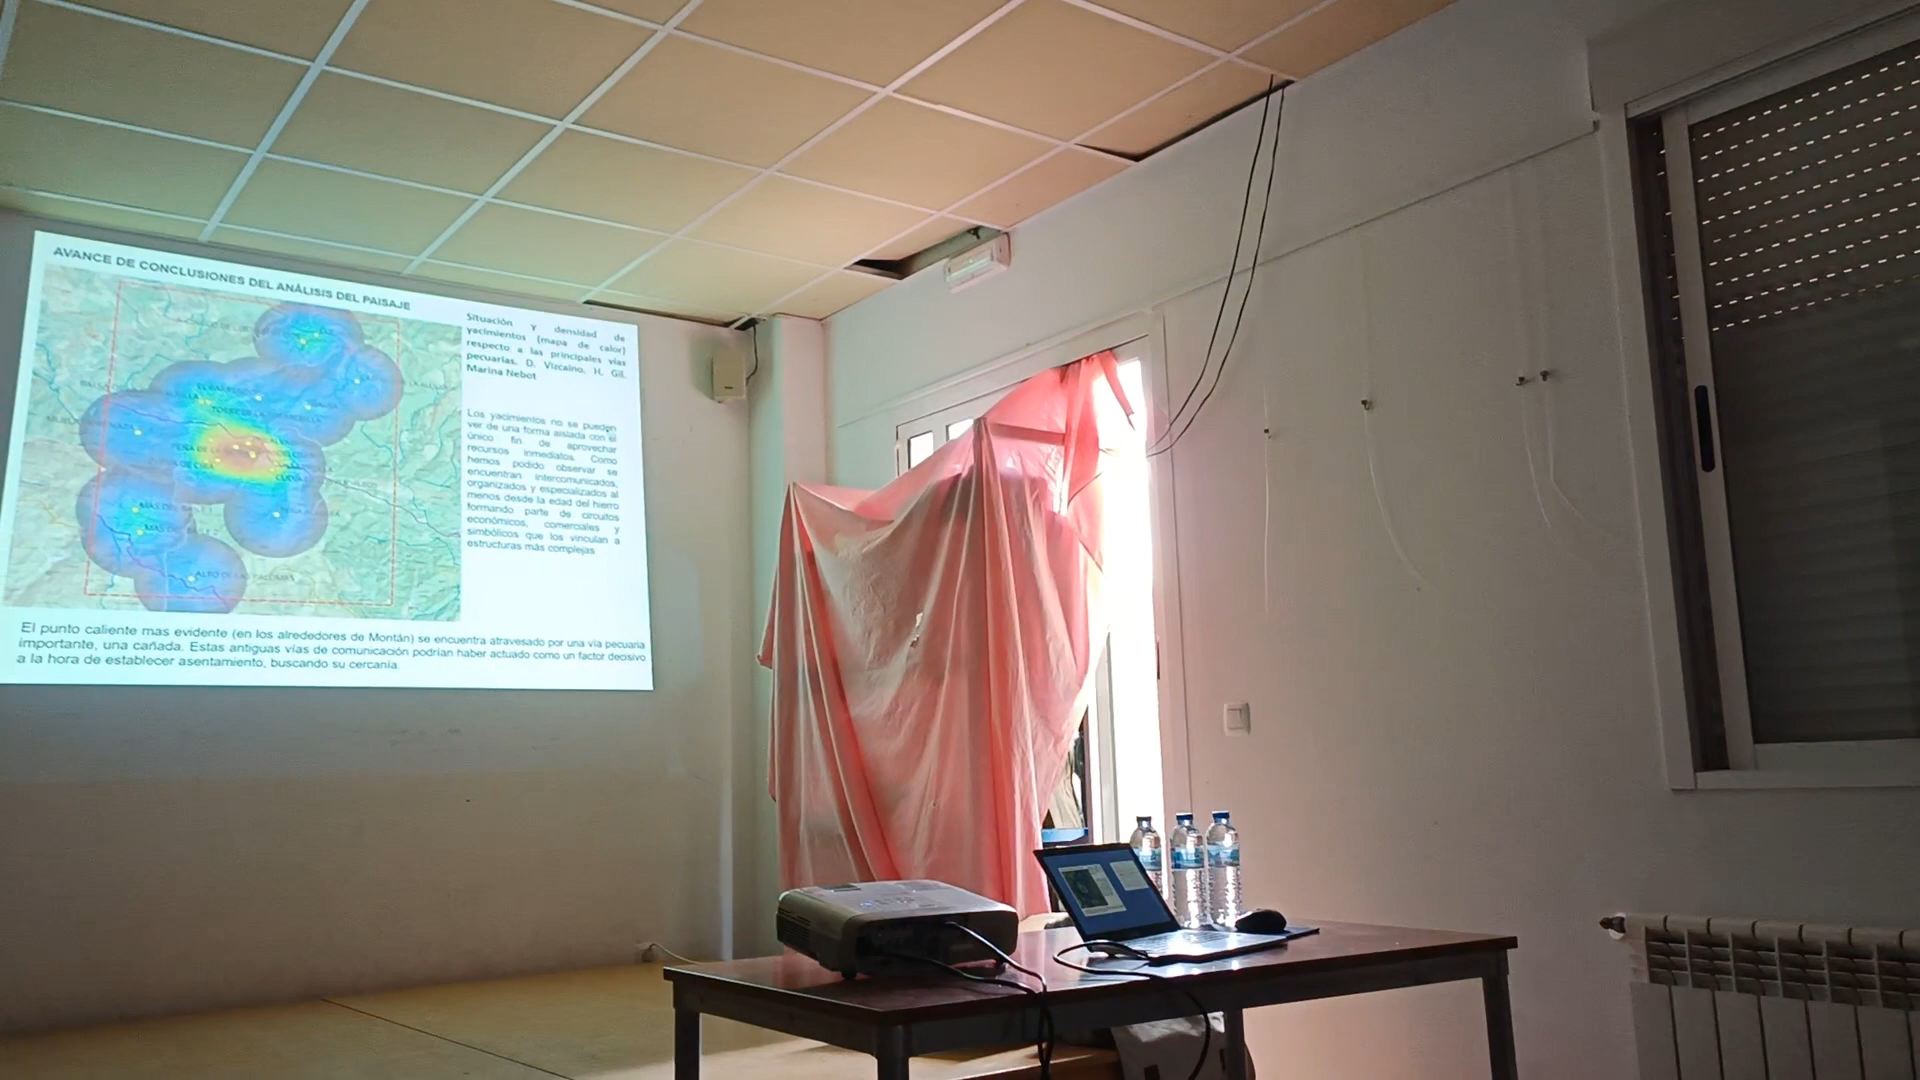 AVANCE DE CONCLUSIONES DEL ANÁLISIS DEL PAISAJE
Situación y densidad de
yacimientos (mapa de calor)
respecto a las principales vías
pecuarias. D. Vizcaíno, H. Gil,
Marina Nebot
Los yacimientos no se pueden
ver de una forma aislada con el
único fin de aprovechar
recursos inmediatos. Como
hemos podido observar se
encuentran intercomunicados,
organizados y especializados al
menos desde la edad del hierro
formando parte de circuitos
económicos, comerciales y
simbólicos que los vinculan a
estructuras más complejas
MAS DEL
MAS DEL
ALTO DE LAS PALOMAS
El punto caliente mas evidente (en los alrededores de Montán) se encuentra atravesado por una vía pecuaria
importante, una cañada. Estas antiguas vías de comunicación podrían haber actuado como un factor decisivo
a la hora de establecer asentamiento, buscando su cercanía.